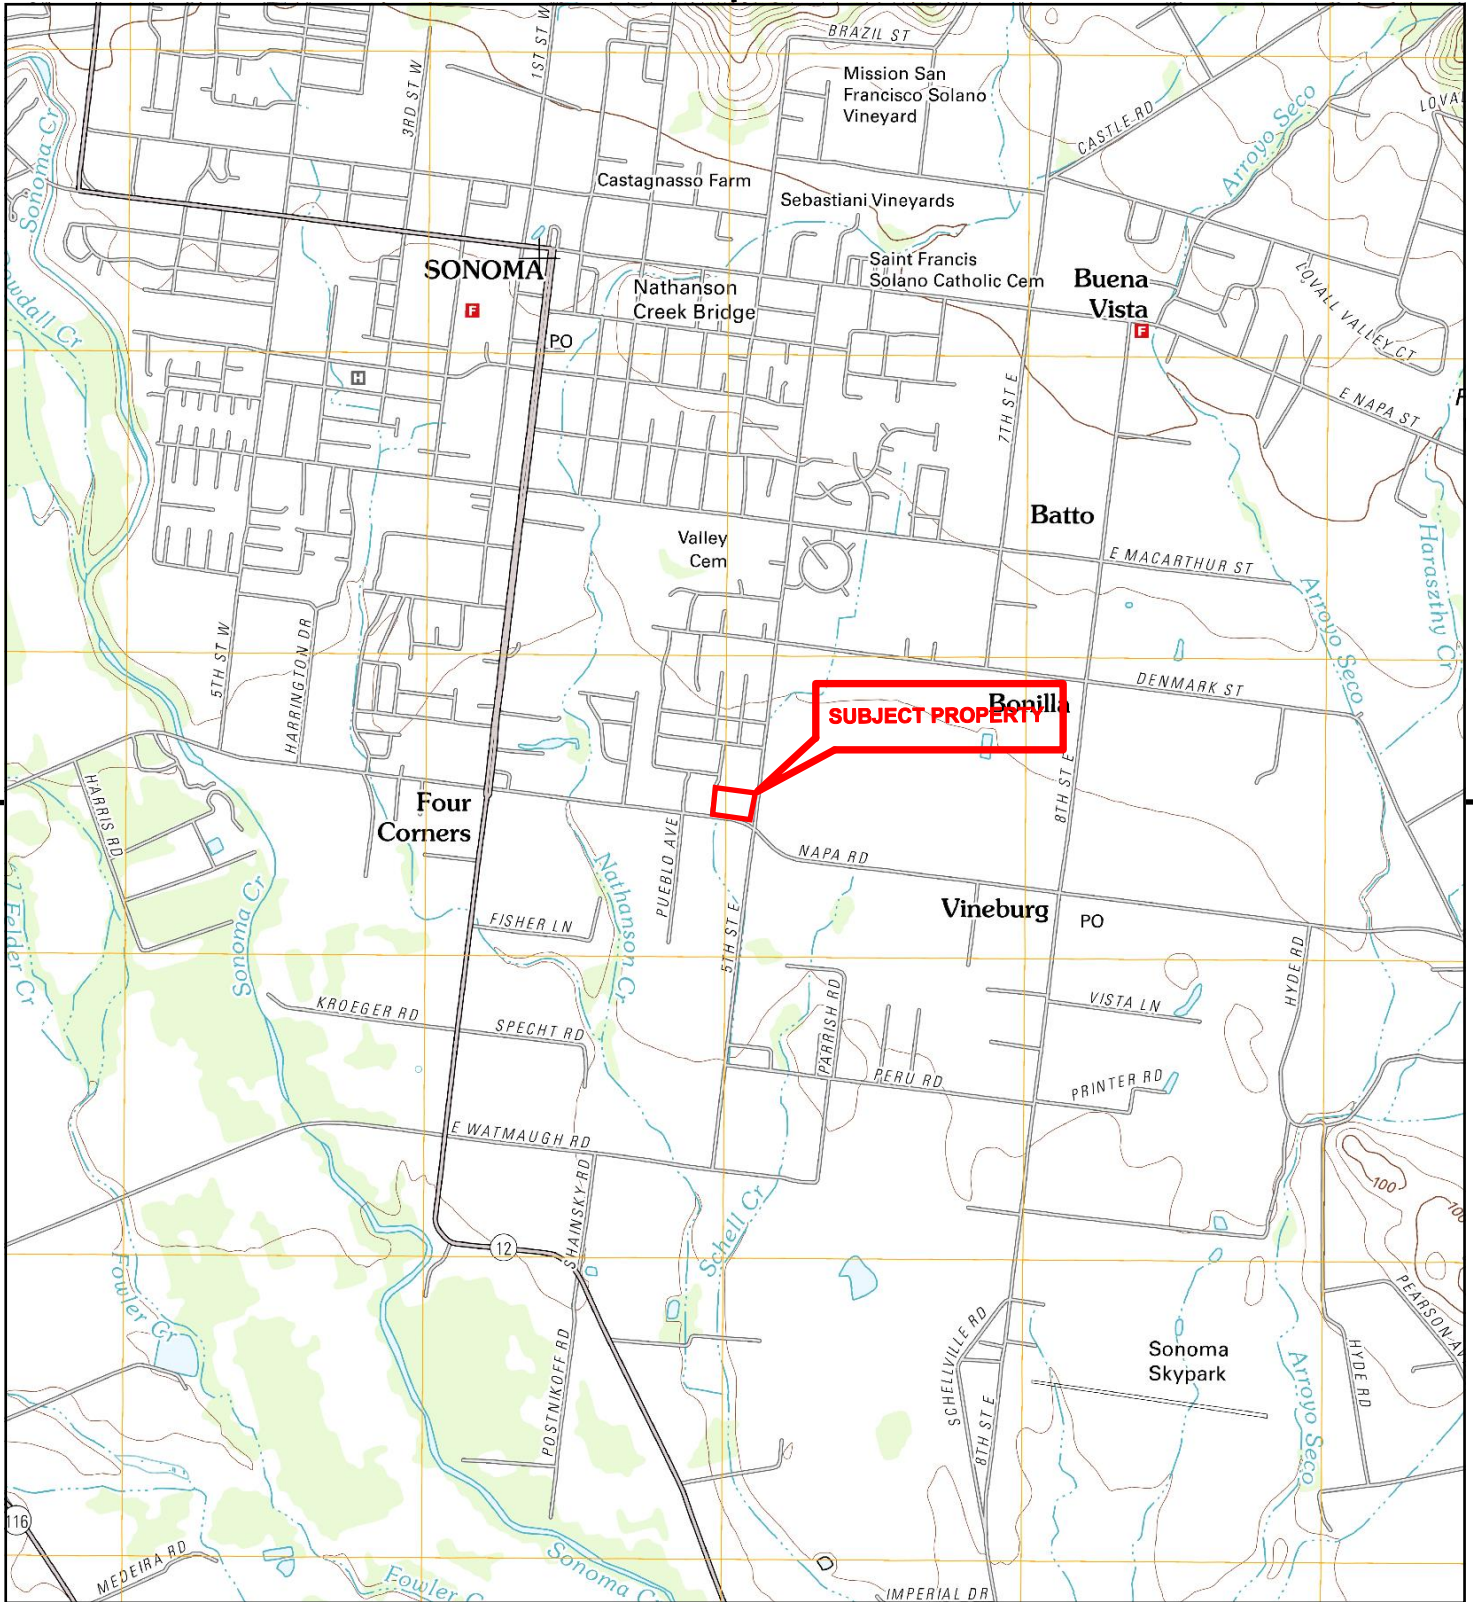 BRAZIL ST
1ST ST W
3RD ST W
Mission San
Francisco Solano
Vineyard
CASTLE RD
Arroyo Seco
Sonoma Cr
Castagnasso Farm
Sebastiani Vineyards
SONOMA
F
Nathanson
Creek Bridge
Saint Francis
Solano Catholic Cem
Buena
Vista
F
LOVALL VALLEY CT
PO
H
7TH ST E
E NAPA ST
Batto
Valley
Cem
E MACARTHUR ST
Haraszthy Cr
Arroyo Seco
5TH ST W
HARRINGTON DR
DENMARK ST
Bonilla
SUBJECT PROPERTY
HARRIS RD
Four
Corners
8TH ST E
PUEBLO AVE
NAPA RD
Nathanson Cr
Vineburg
PO
FISHER LN
5TH ST E
Felder Cr
Sonoma Cr
HYDE RD
KROEGER RD
SPECHT RD
PARRISH RD
VISTA LN
PERU RD
PRINTER RD
E WATMAUGH RD
SHAINSKY RD
Schell Cr
100
100
12
Fowler Cr
POSTNIKOFF RD
SCHELLVILLE RD
PEARSON AV
HYDE RD
Sonoma
Skypark
8TH ST E
Arroyo Seco
116
MEDEIRA RD
Fowler C
Sonoma C
IMPERIAL DR